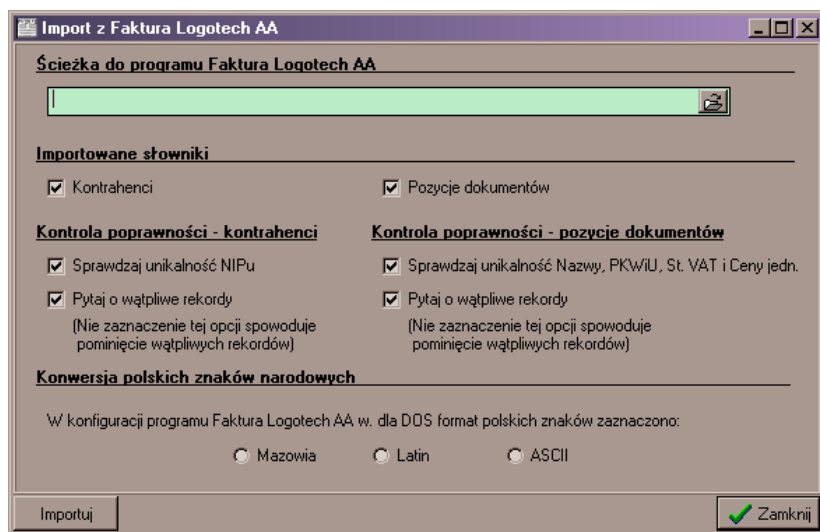 Import z Faktura Logotech AA
Ścieżka do programu Faktura Logotech AA
Importowane słowniki
Kontrahenci
Pozycje dokumentów
Kontrola poprawności - kontrahenci
Kontrola poprawności - pozycje dokumentów
Sprawdzaj unikalność NIPu
Sprawdzaj unikalność Nazwy, PKWiU, St. VAT i Ceny jedn.
Pytaj o wątpliwe rekordy
Pytaj o wątpliwe rekordy
(Nie zaznaczenie tej opcji spowoduje
pominięcie wątpliwych rekordów)
(Nie zaznaczenie tej opcji spowoduje
pominięcie wątpliwych rekordów)
Konwersja polskich znaków narodowych
W konfiguracji programu Faktura Logotech AA w. dla DOS format polskich znaków zaznaczono:
Mazowia
Latin
ASCII
Importuj
Zamknij